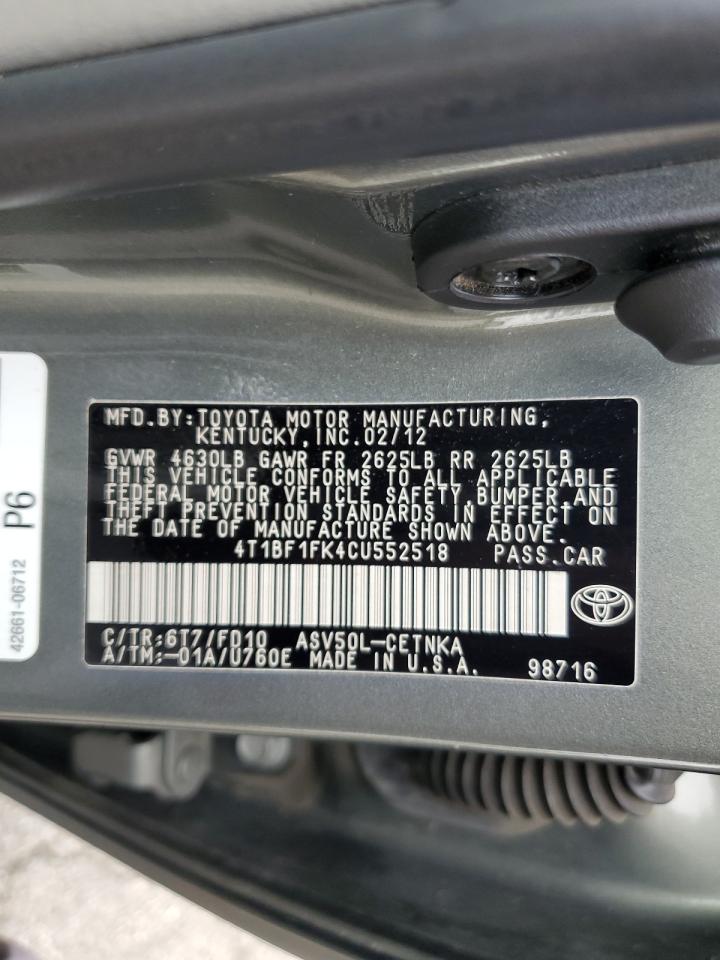 MFD.BY:TOYOTA MOTOR MANUFACTURING,
KENTUCKY,INC.02/12
GVWR 4630LB GAWR FR 2625LB RR 2625LB
THIS VEHICLE CONFORMS TO ALL APPLICABLE
FEDERAL MOTOR VEHICLE SAFETY,BUMPER AND
THEFT PREVENTION STANDARDS IN EFFECT ON
THE DATE OF MANUFACTURE SHOWN ABOVE.
4T1BF1FK4CU552518 PASS.CAR
C/TR:6T7/FD10 ASV50L-CETNKA
A/TM:-01A/U760E MADE IN U.S.A. 98716
P6
42661-06712